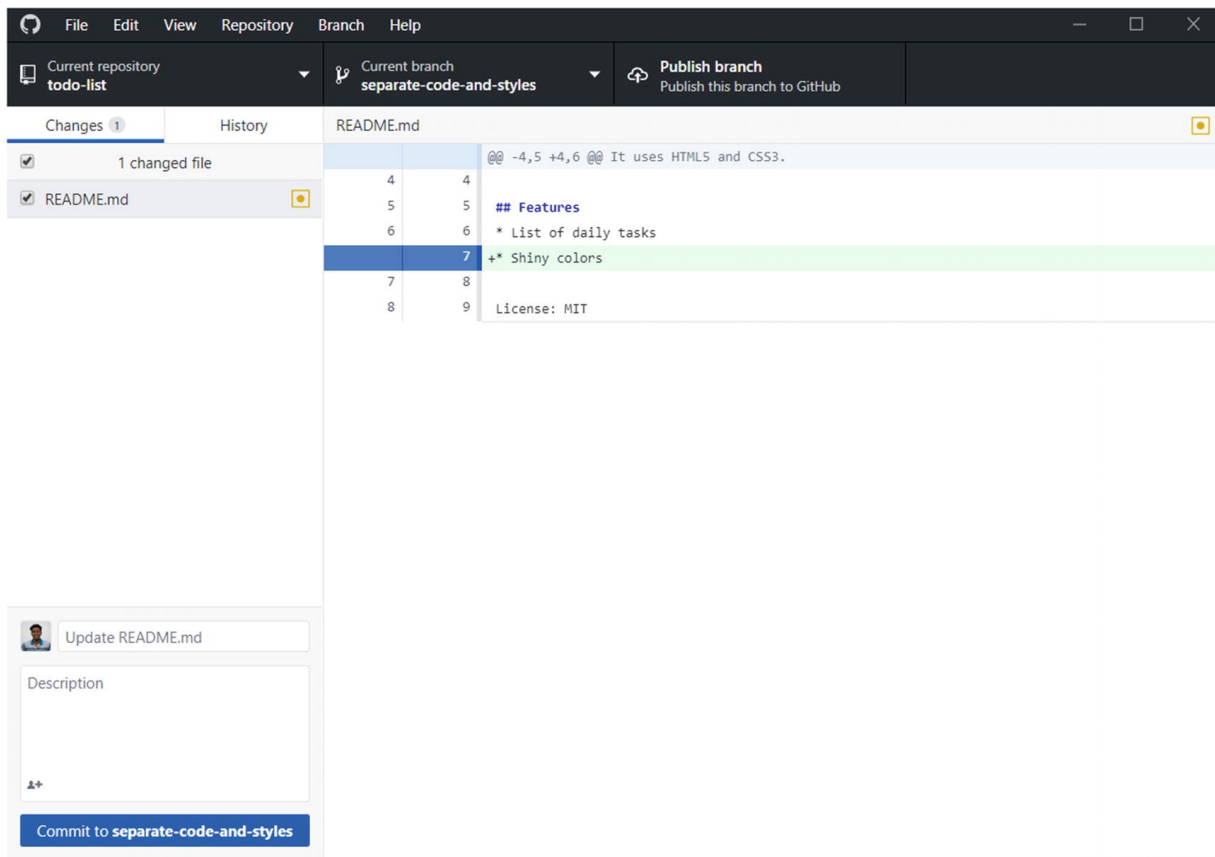 File Edit View Repository Branch Help
Current repository
todo-list
Current branch
separate-code-and-styles
Publish branch
Publish this branch to GitHub
Changes 1 History
README.md
1 changed file
README.md
@@ -4,5 +4,6 @@ It uses HTML5 and CSS3.
4 4
5 5 ## Features
6 6 * List of daily tasks
7 +* Shiny colors
7 8
8 9 License: MIT
Update README.md
Description
Commit to separate-code-and-styles